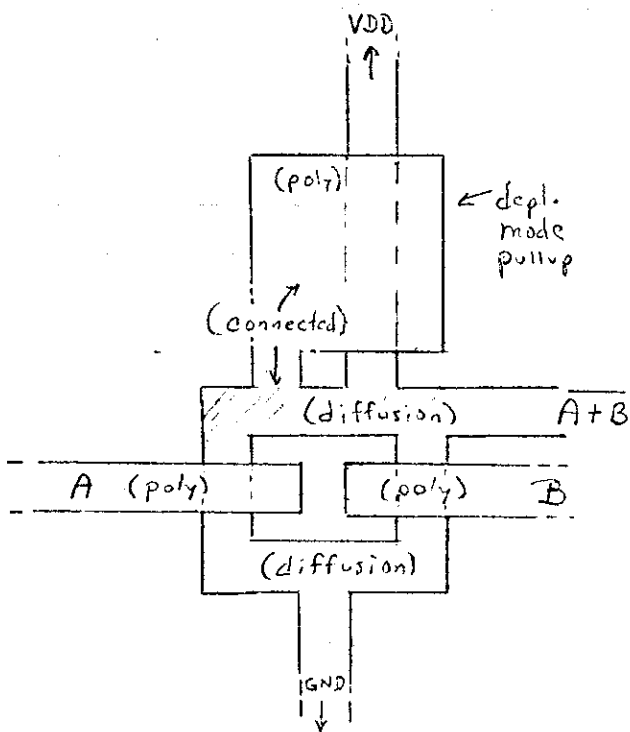 VDD
(poly)
depl.
mode
pullup
(connected)
(diffusion)
A̅+̅B̅
A (poly)
(poly) B
(diffusion)
GND